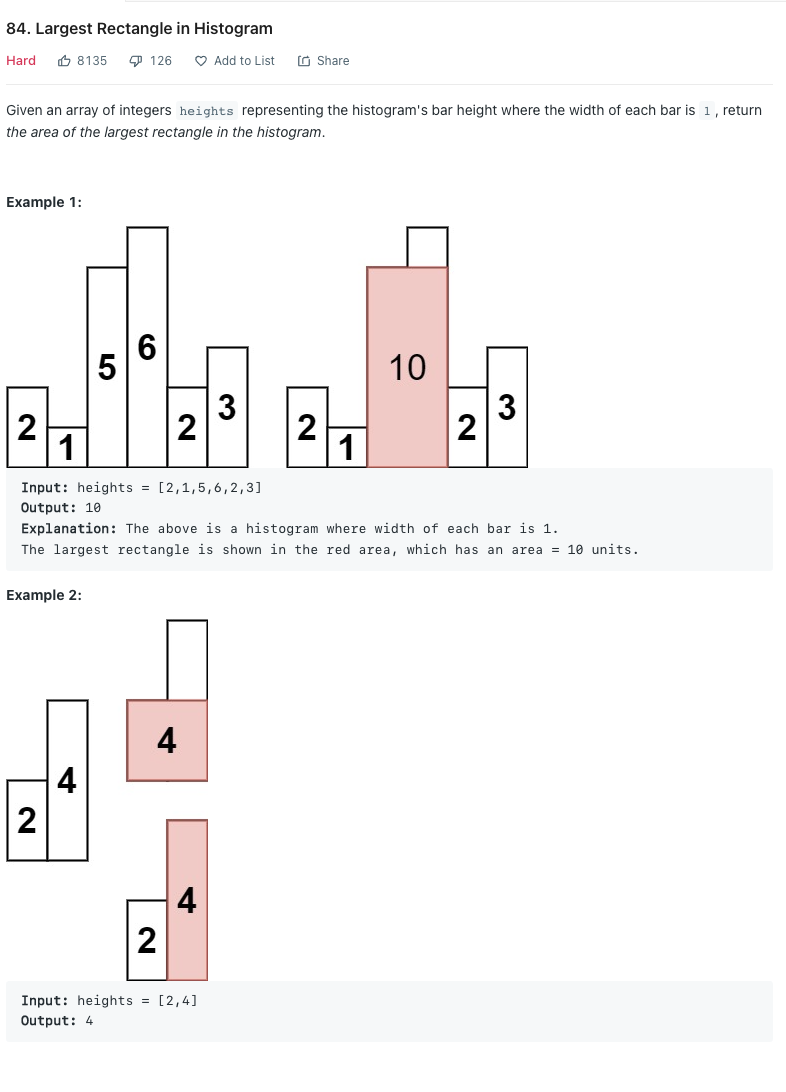 84. Largest Rectangle in Histogram
Hard 8135 126 Add to List Share
Given an array of integers heights representing the histogram's bar height where the width of each bar is 1, return
the area of the largest rectangle in the histogram.
Example 1:
2 1 5 6 2 3
2 1 10 2 3
Input: heights = [2,1,5,6,2,3]
Output: 10
Explanation: The above is a histogram where width of each bar is 1.
The largest rectangle is shown in the red area, which has an area = 10 units.
Example 2:
2 4
4
2 4
Input: heights = [2,4]
Output: 4